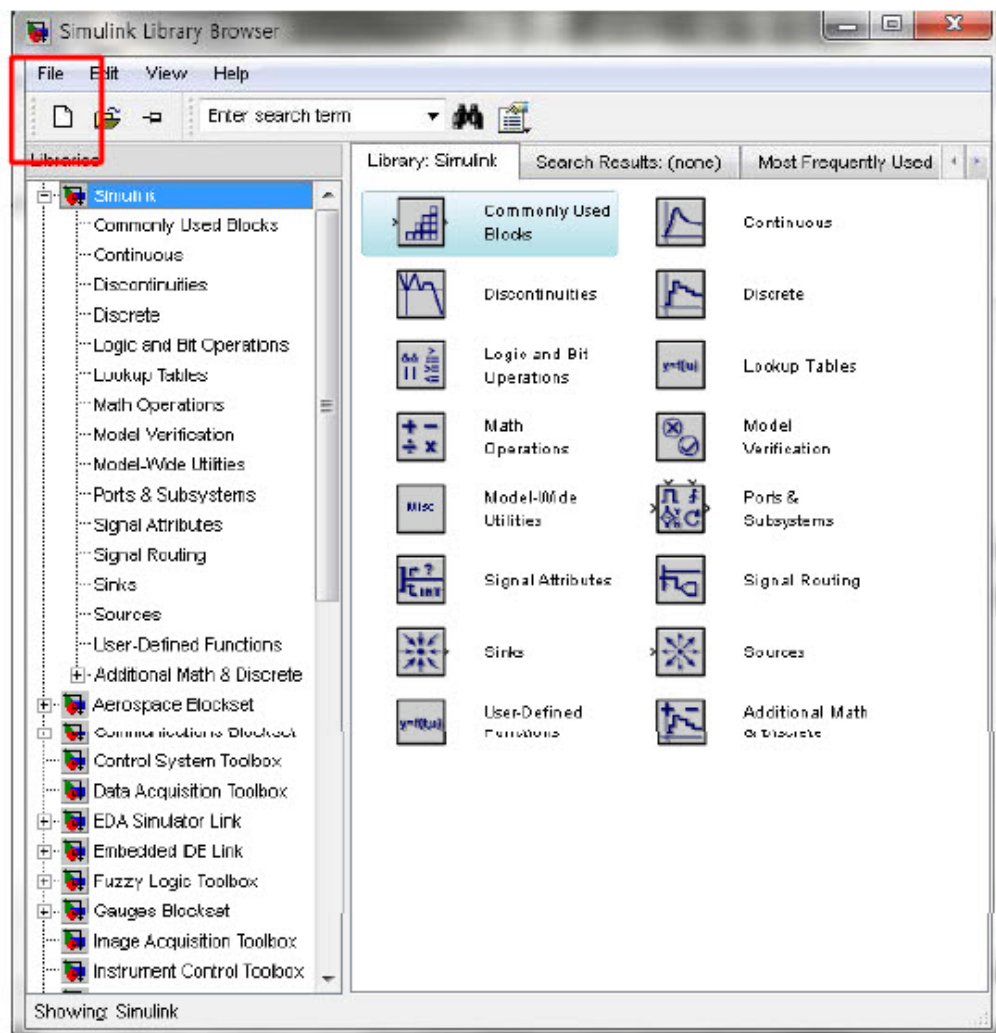 Simulink Library Browser
File Edit View Help
Enter search term
Libraries
Library: Simulink Search Results: (none) Most Frequently Used
Simulink
Commonly Used Blocks
Continuous
Discontinuities
Discrete
Logic and Bit Operations
Lookup Tables
Math Operations
Model Verification
Model-Wide Utilities
Ports & Subsystems
Signal Attributes
Signal Routing
Sinks
Sources
User-Defined Functions
Additional Math & Discrete
Aerospace Blockset
Communications Blockset
Control System Toolbox
Data Acquisition Toolbox
EDA Simulator Link
Embedded IDE Link
Fuzzy Logic Toolbox
Gauges Blockset
Image Acquisition Toolbox
Instrument Control Toolbox
Commonly Used
Blocks
Continuous
Discontinuities
Discrete
Logic and Bit
Operations
y=f(u)
Lookup Tables
Math
Operations
Model
Verification
Misc
Model-Wide
Utilities
Ports &
Subsystems
Signal Attributes
Signal Routing
Sinks
Sources
User-Defined
Functions
Additional Math
& Discrete
Showing: Simulink